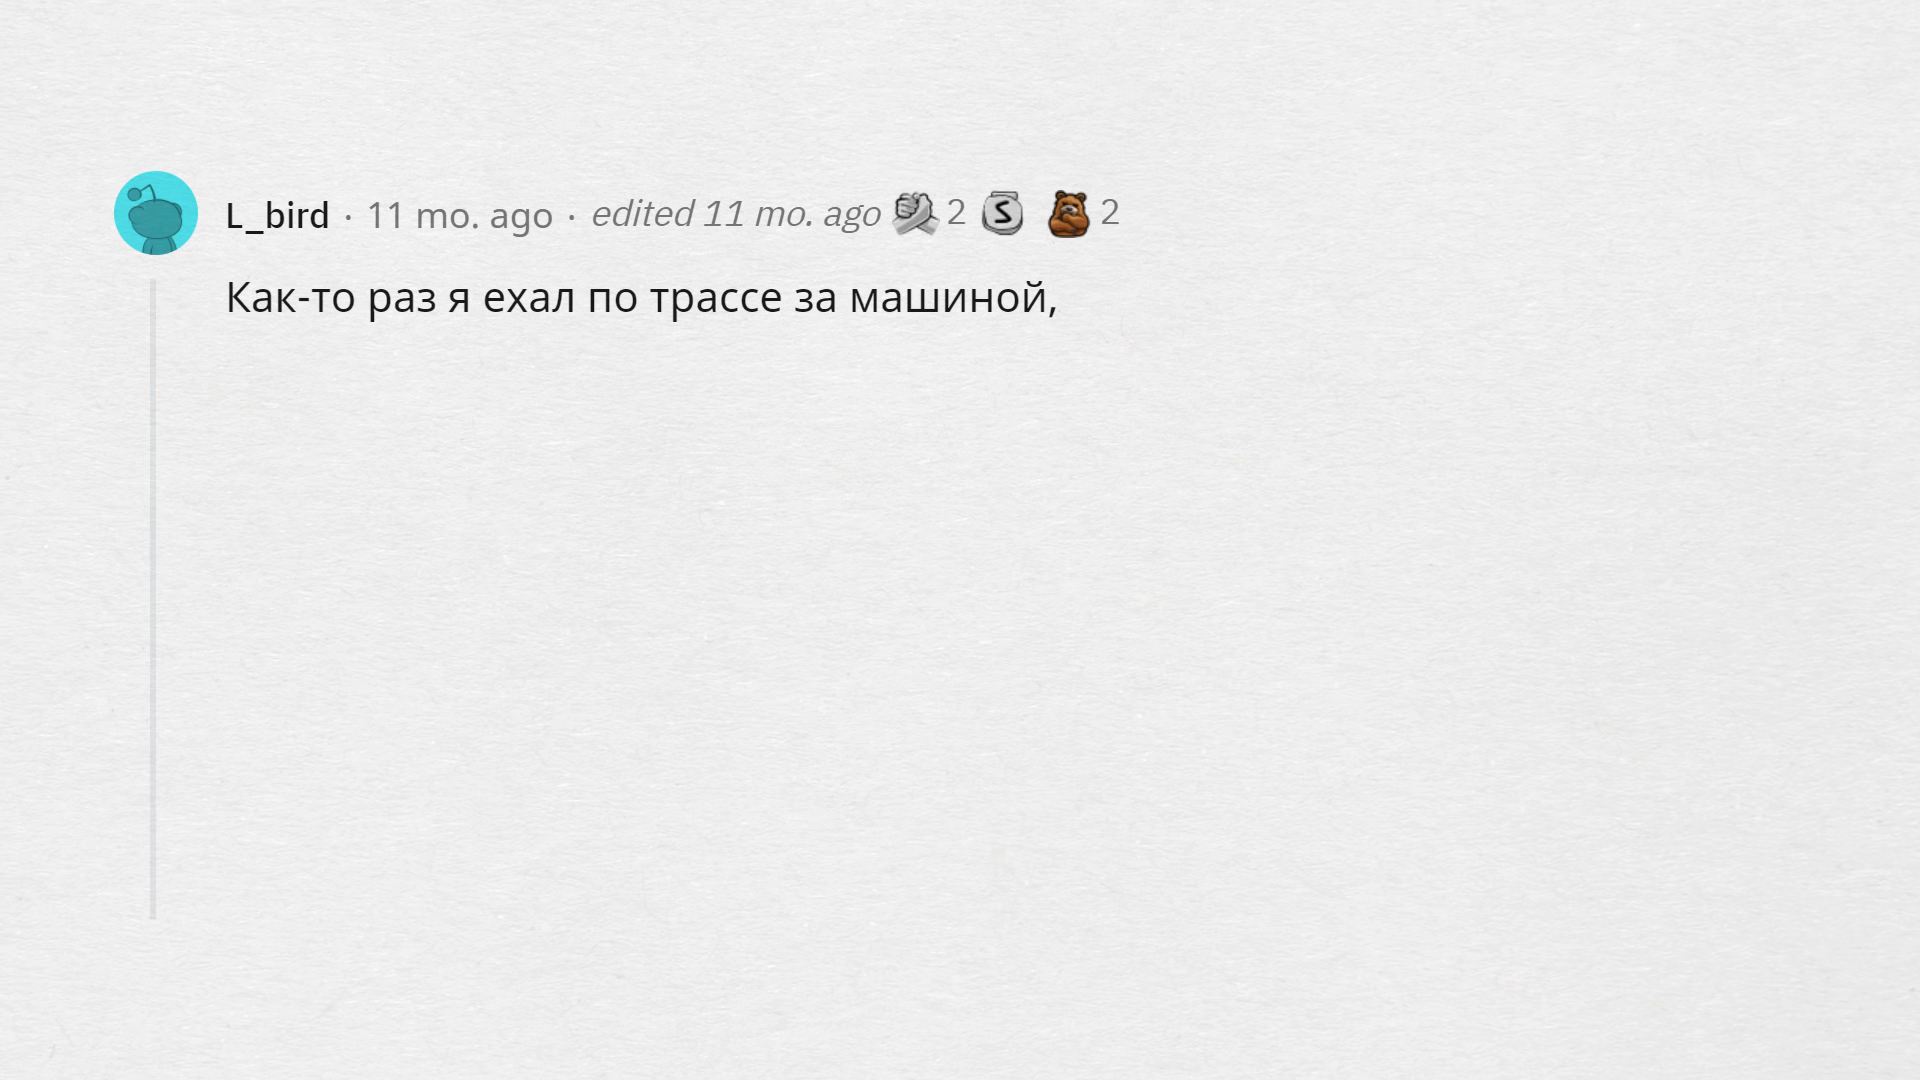 L_bird · 11 mo. ago · edited 11 mo. ago 2 S 2
Как-то раз я ехал по трассе за машиной,